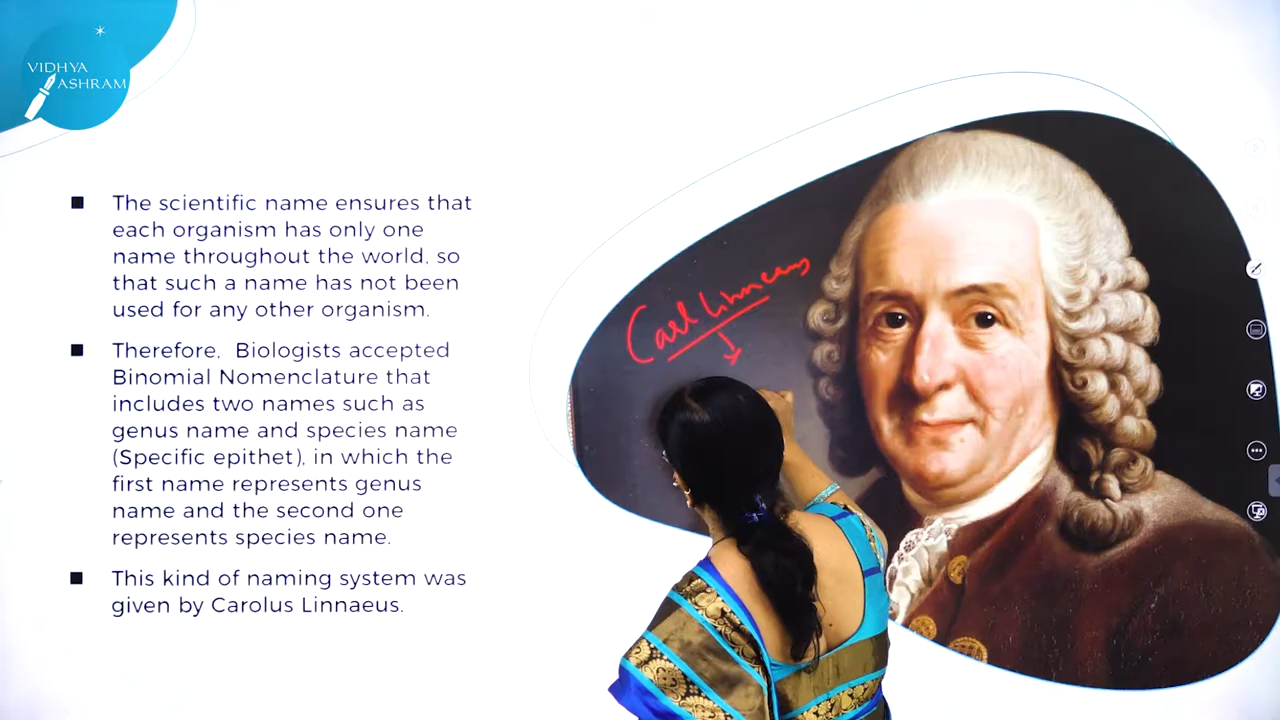 VIDHYA
ASHRAM
The scientific name ensures that
each organism has only one
name throughout the world, so
that such a name has not been
used for any other organism.
Therefore, Biologists accepted
Binomial Nomenclature that
includes two names such as
genus name and species name
(Specific epithet), in which the
first name represents genus
name and the second one
represents species name.
This kind of naming system was
given by Carolus Linnaeus.
Carl Linneaus